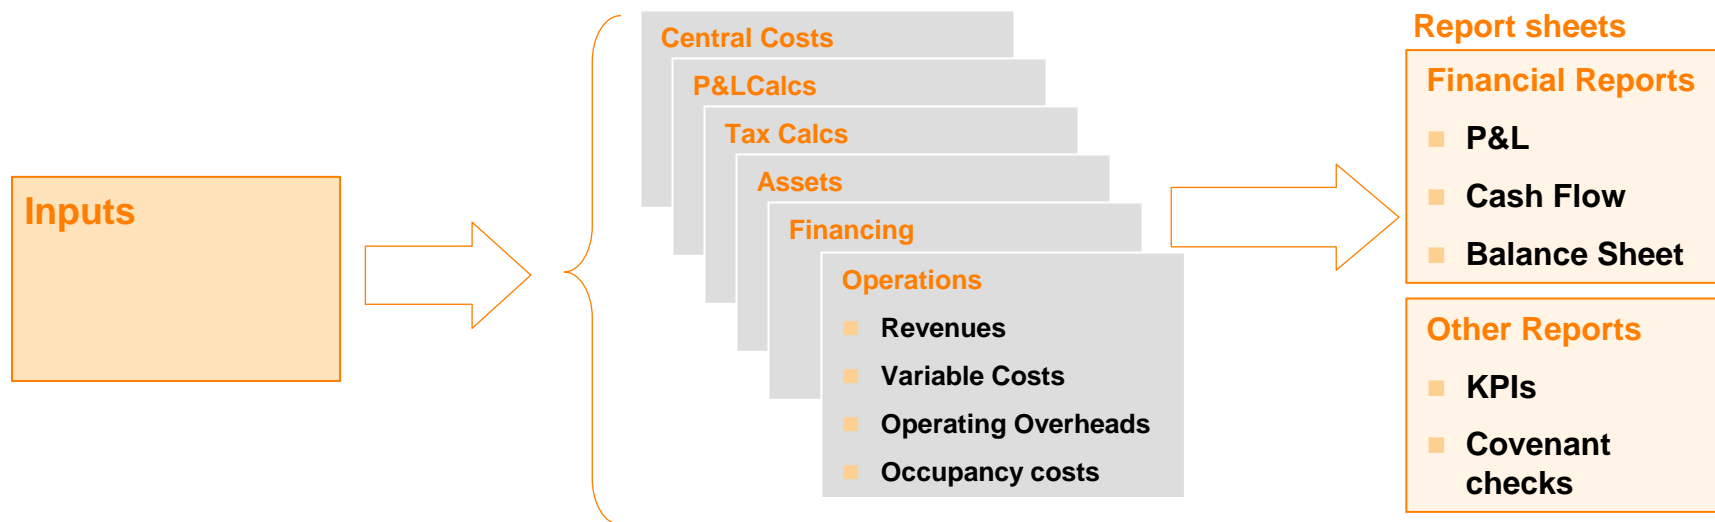 Inputs
Central Costs
P&LCalcs
Tax Calcs
Assets
Financing
Operations
Revenues
Variable Costs
Operating Overheads
Occupancy costs
Report sheets
Financial Reports
P&L
Cash Flow
Balance Sheet
Other Reports
KPIs
Covenant
checks